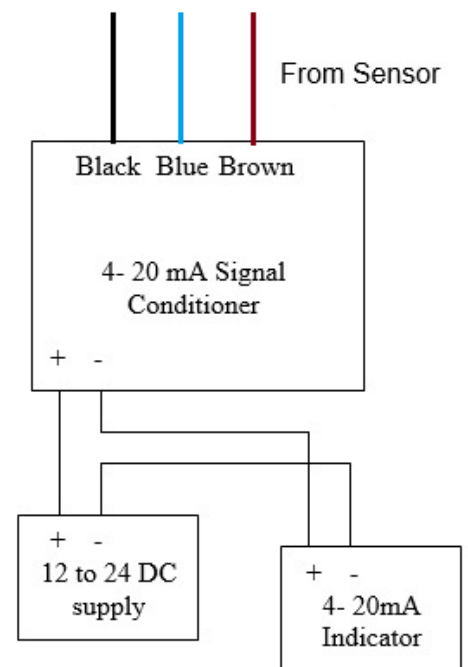 From Sensor
Black Blue Brown
4- 20 mA Signal
Conditioner
+ -
+ -
12 to 24 DC
supply
+ -
4- 20mA
Indicator